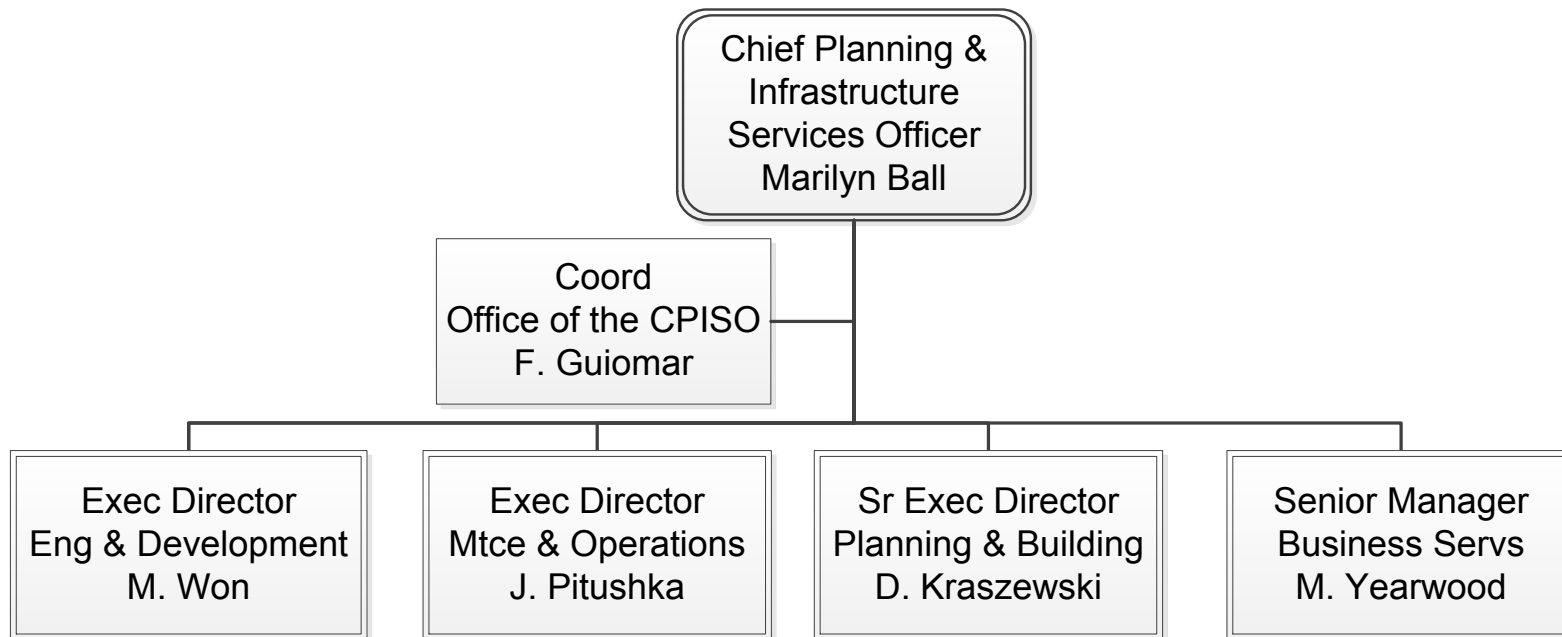 Chief Planning &
Infrastructure
Services Officer
Marilyn Ball
Coord
Office of the CPISO
F. Guiomar
Exec Director
Eng & Development
M. Won
Exec Director
Mtce & Operations
J. Pitushka
Sr Exec Director
Planning & Building
D. Kraszewski
Senior Manager
Business Servs
M. Yearwood